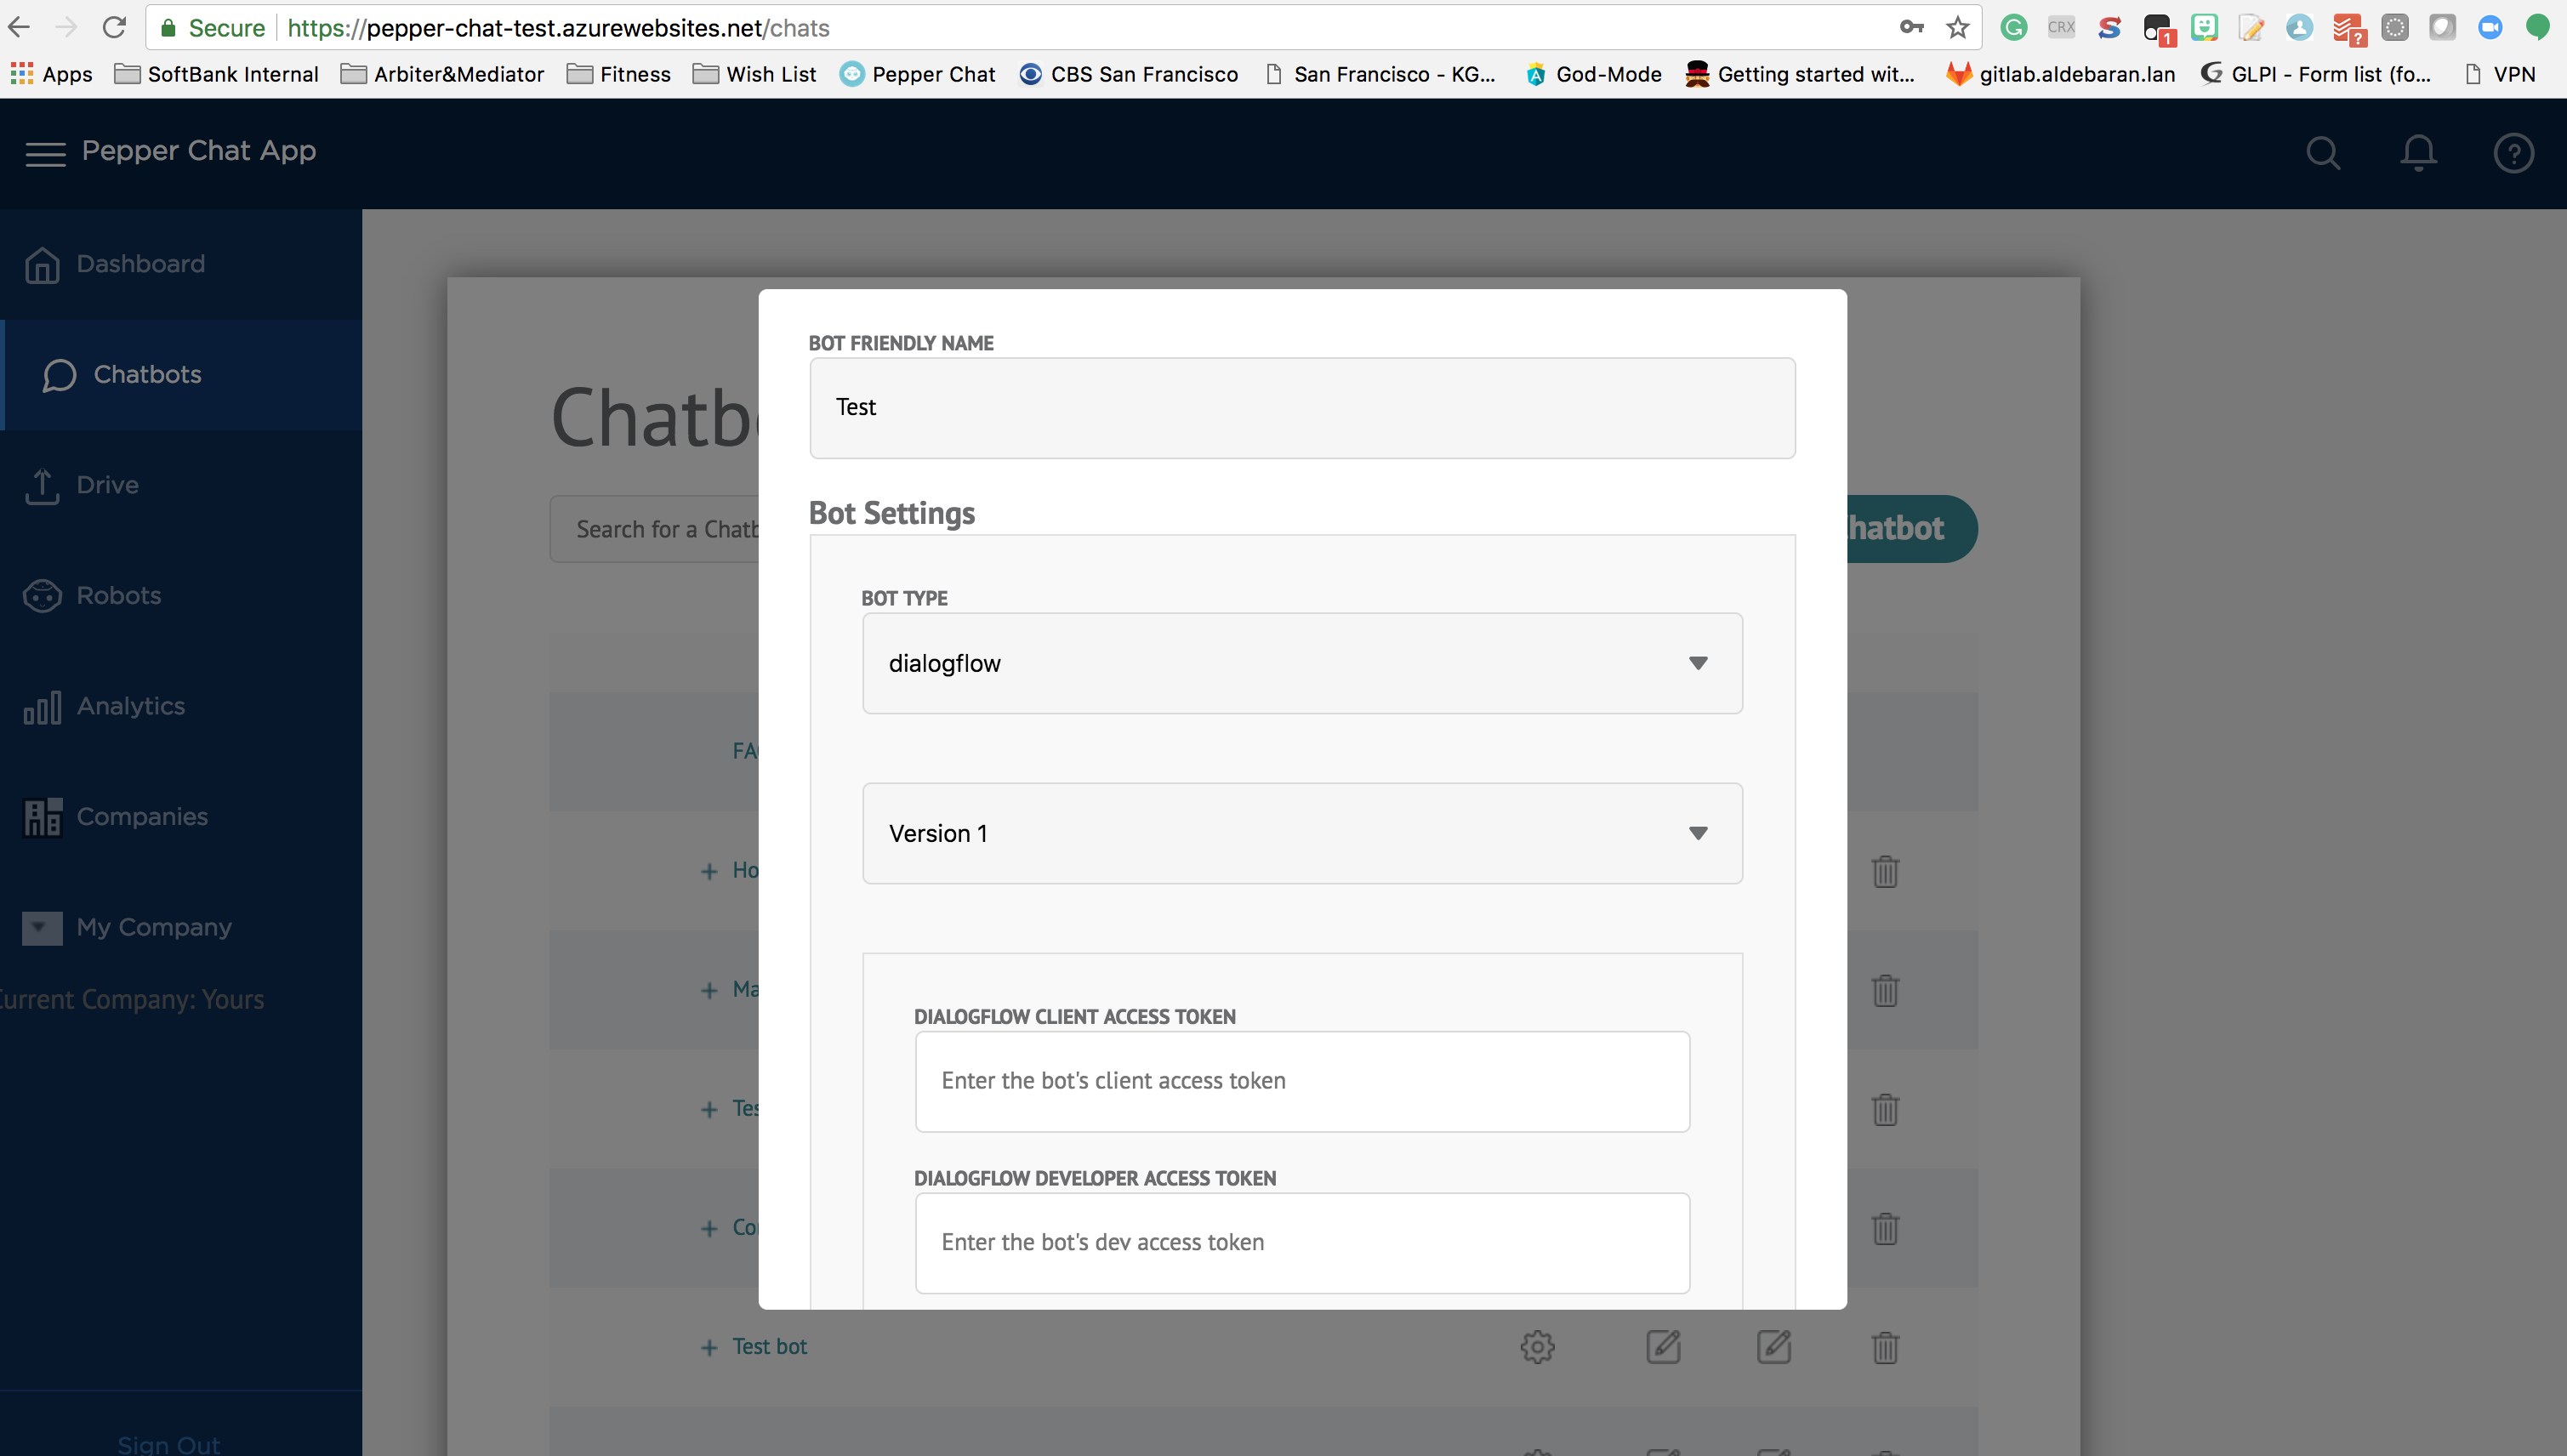 Secure https://pepper-chat-test.azurewebsites.net/chats
CRX
1
?
Apps SoftBank Internal Arbiter&Mediator Fitness Wish List Pepper Chat CBS San Francisco San Francisco - KG... God-Mode Getting started wit... gitlab.aldebaran.lan GLPI - Form list (fo... VPN
Pepper Chat App
?
Dashboard
Chatbots
Drive
Robots
Analytics
Companies
My Company
Current Company: Yours
Sign Out
Chatb
Search for a Chatb
hatbot
FA
+ Ho
+ Ma
+ Tes
+ Co
+ Test bot
BOT FRIENDLY NAME
Test
Bot Settings
BOT TYPE
dialogflow
Version 1
DIALOGFLOW CLIENT ACCESS TOKEN
Enter the bot's client access token
DIALOGFLOW DEVELOPER ACCESS TOKEN
Enter the bot's dev access token